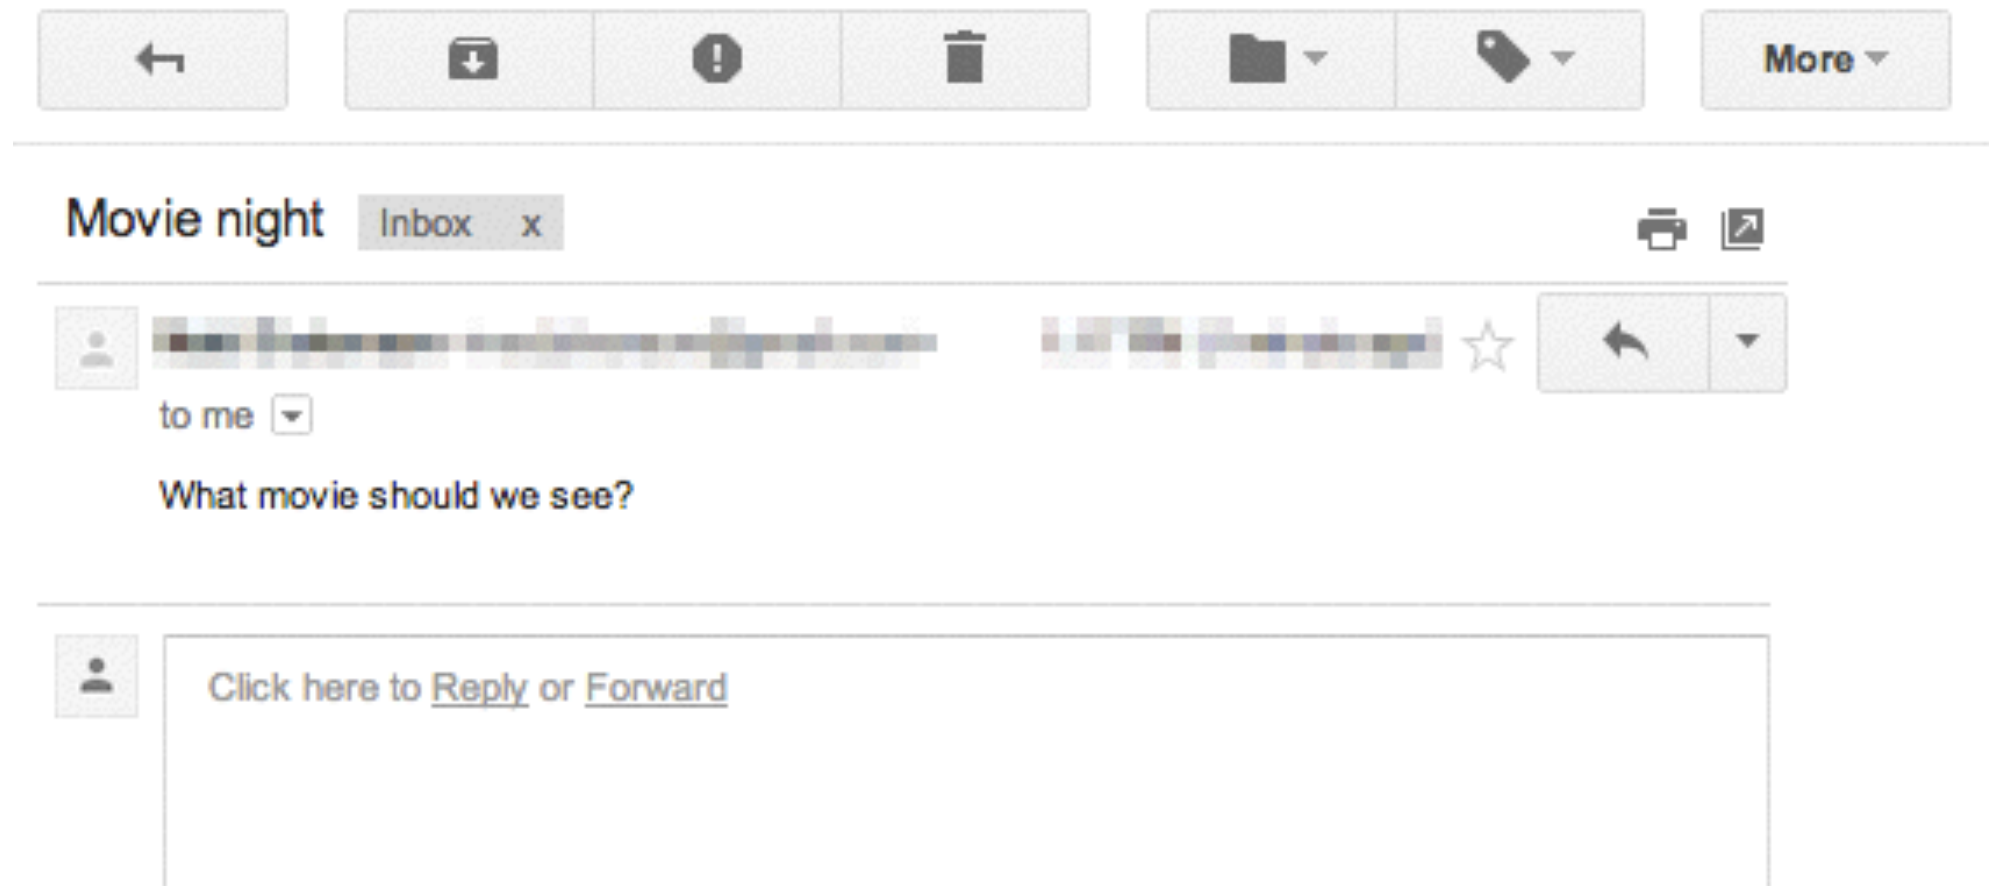 More
Movie night Inbox x
to me
What movie should we see?
Click here to Reply or Forward